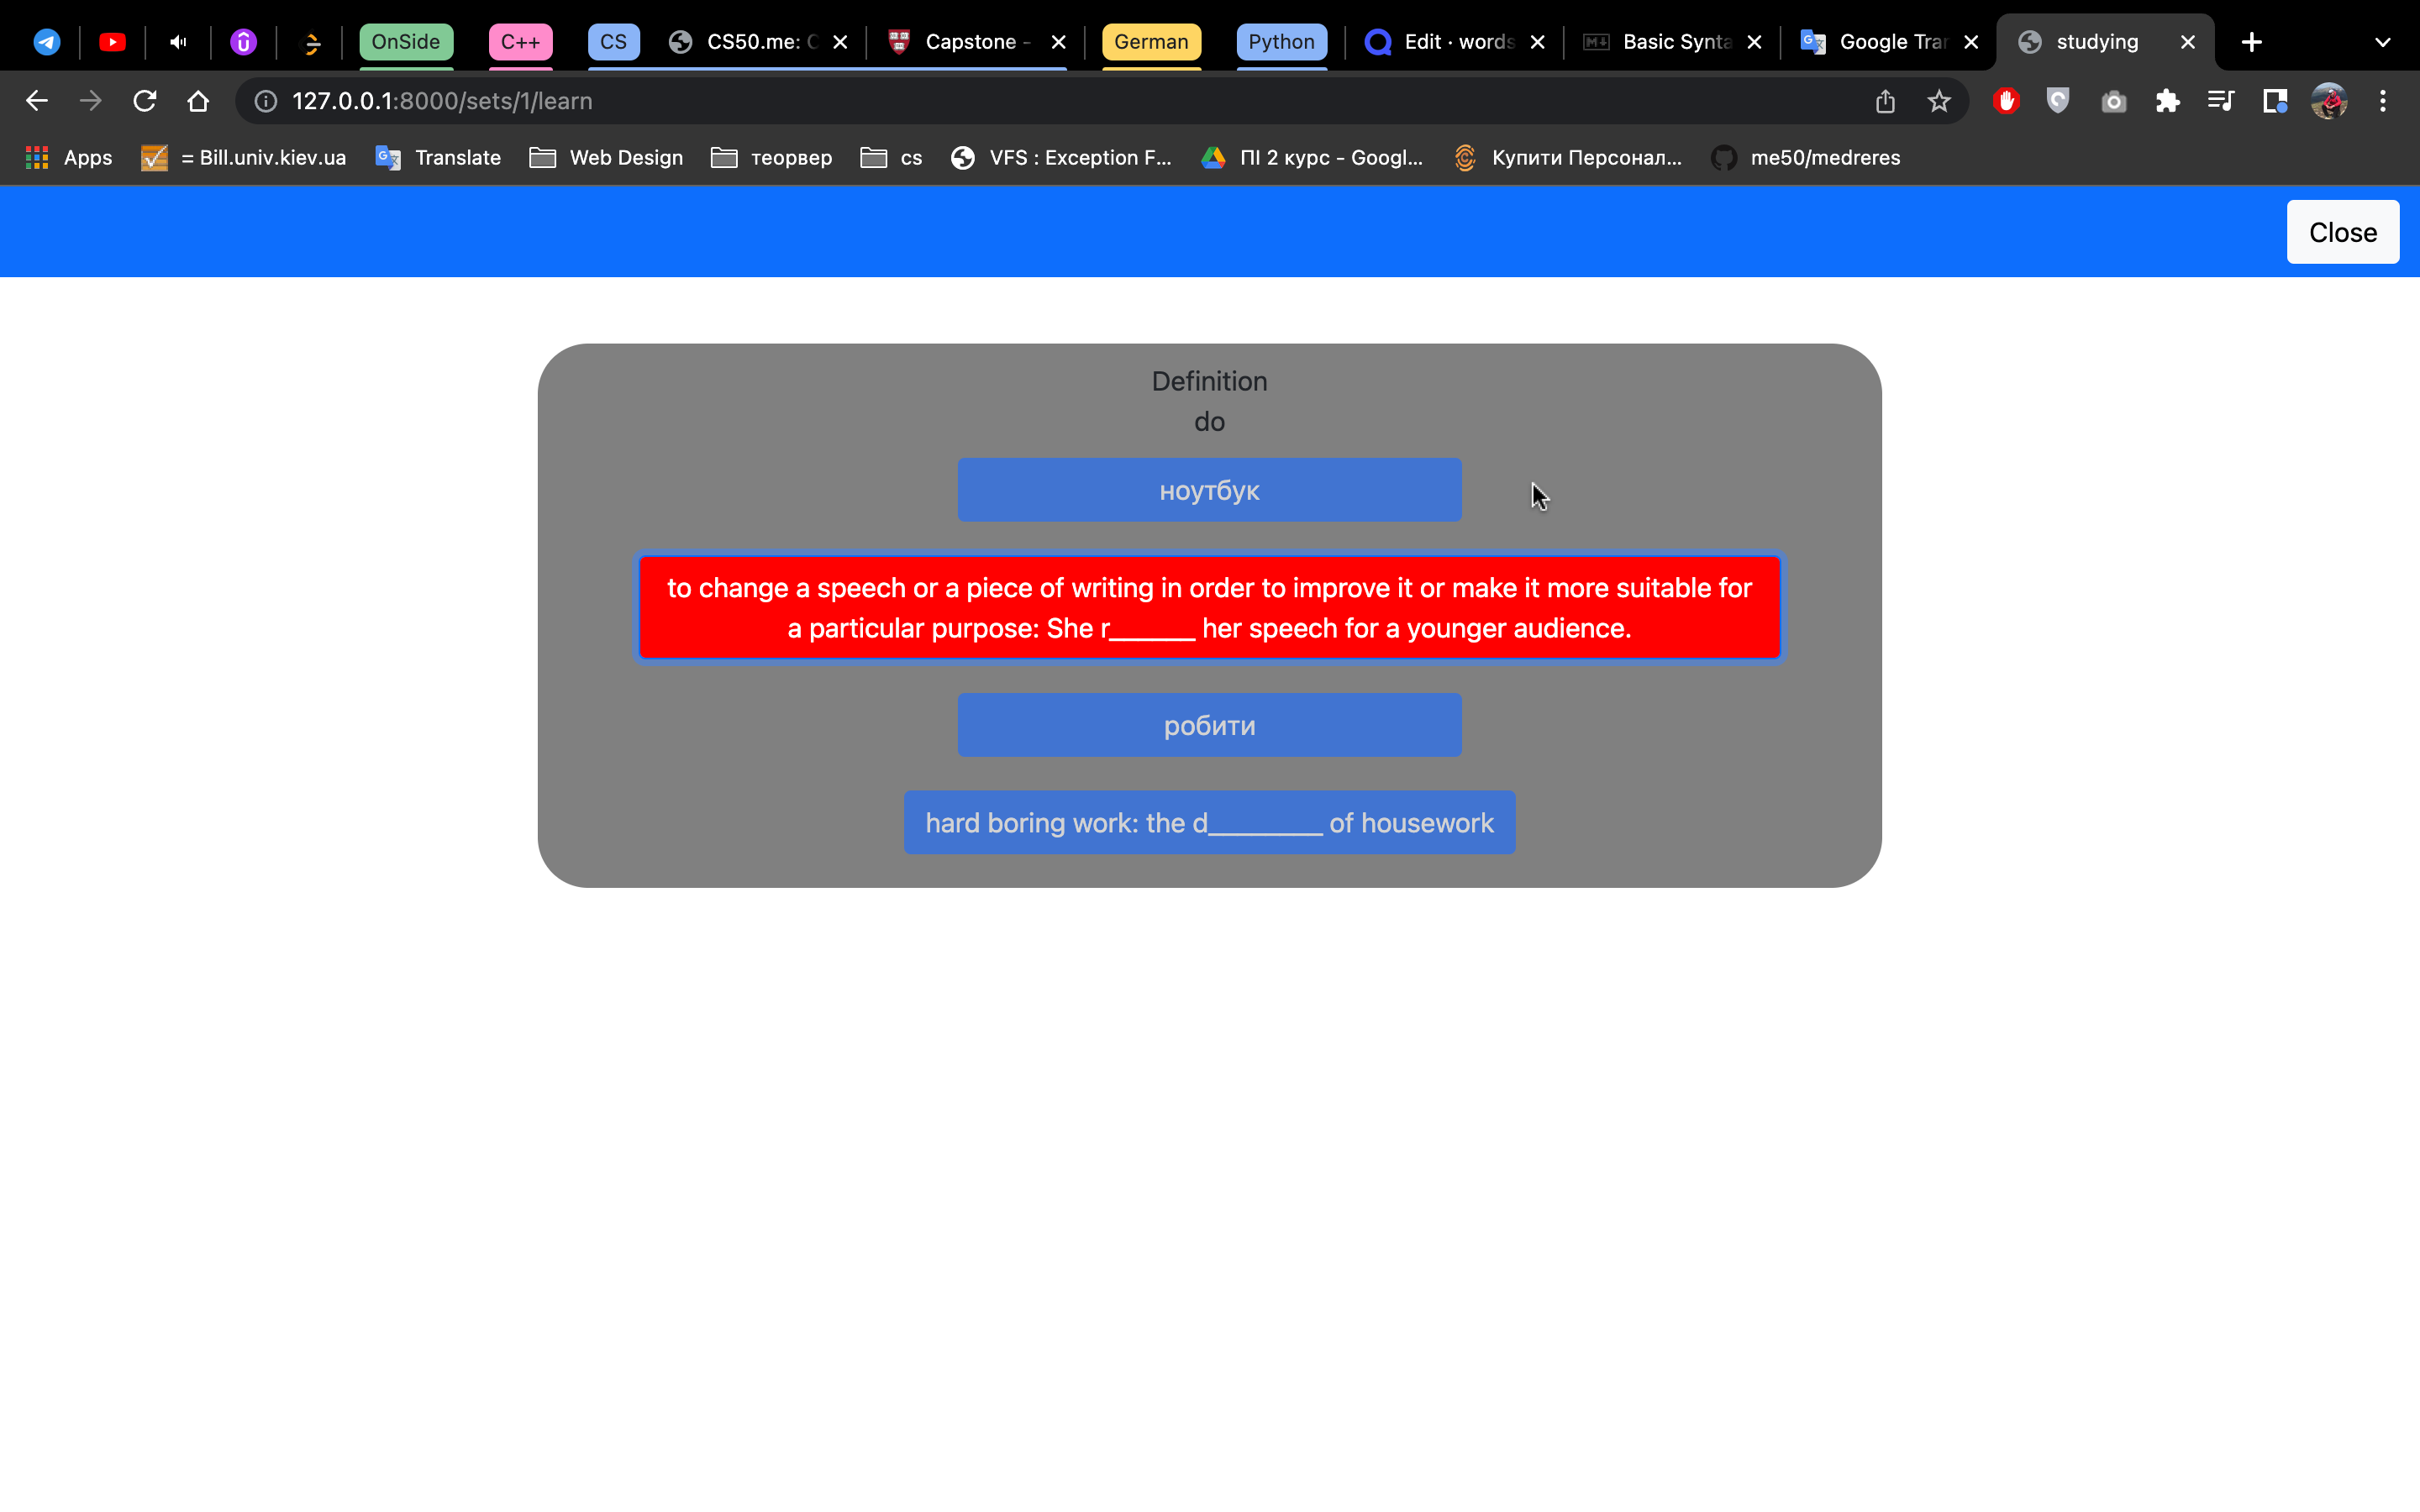 OnSide
C++
CS
CS50.me: C
Capstone -
German
Python
Edit · words
Basic Synta
Google Tran
studying
127.0.0.1:8000/sets/1/learn
Apps
= Bill.univ.kiev.ua
Translate
Web Design
теорвер
cs
VFS : Exception F...
ПІ 2 курс - Googl...
Купити Персонал...
me50/medreres
Close
Definition
do
ноутбук
to change a speech or a piece of writing in order to improve it or make it more suitable for
a particular purpose: She r______ her speech for a younger audience.
робити
hard boring work: the d________ of housework